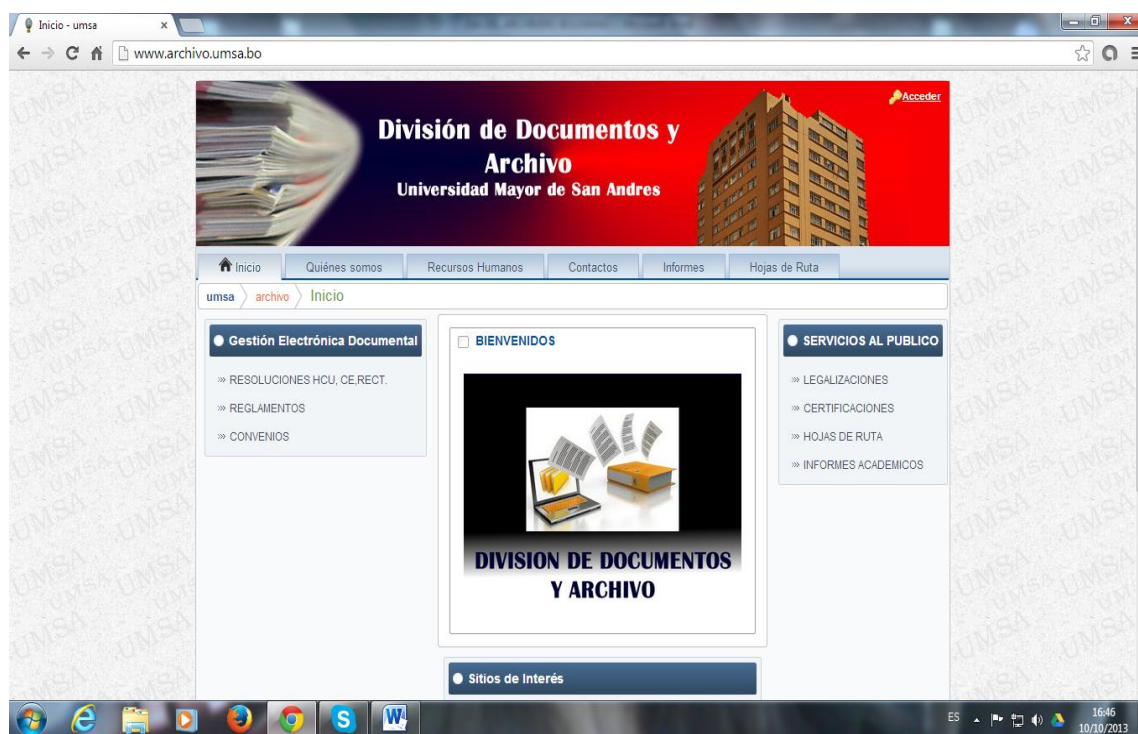 Inicio - umsa
www.archivo.umsa.bo
Acceder
División de Documentos y
Archivo
Universidad Mayor de San Andres
Inicio
Quiénes somos
Recursos Humanos
Contactos
Informes
Hojas de Ruta
umsa
archivo
Inicio
Gestión Electrónica Documental
RESOLUCIONES HCU, CE,RECT.
REGLAMENTOS
CONVENIOS
BIENVENIDOS
DIVISION DE DOCUMENTOS
Y ARCHIVO
SERVICIOS AL PUBLICO
LEGALIZACIONES
CERTIFICACIONES
HOJAS DE RUTA
INFORMES ACADEMICOS
Sitios de Interés
ES
16:46
10/10/2013